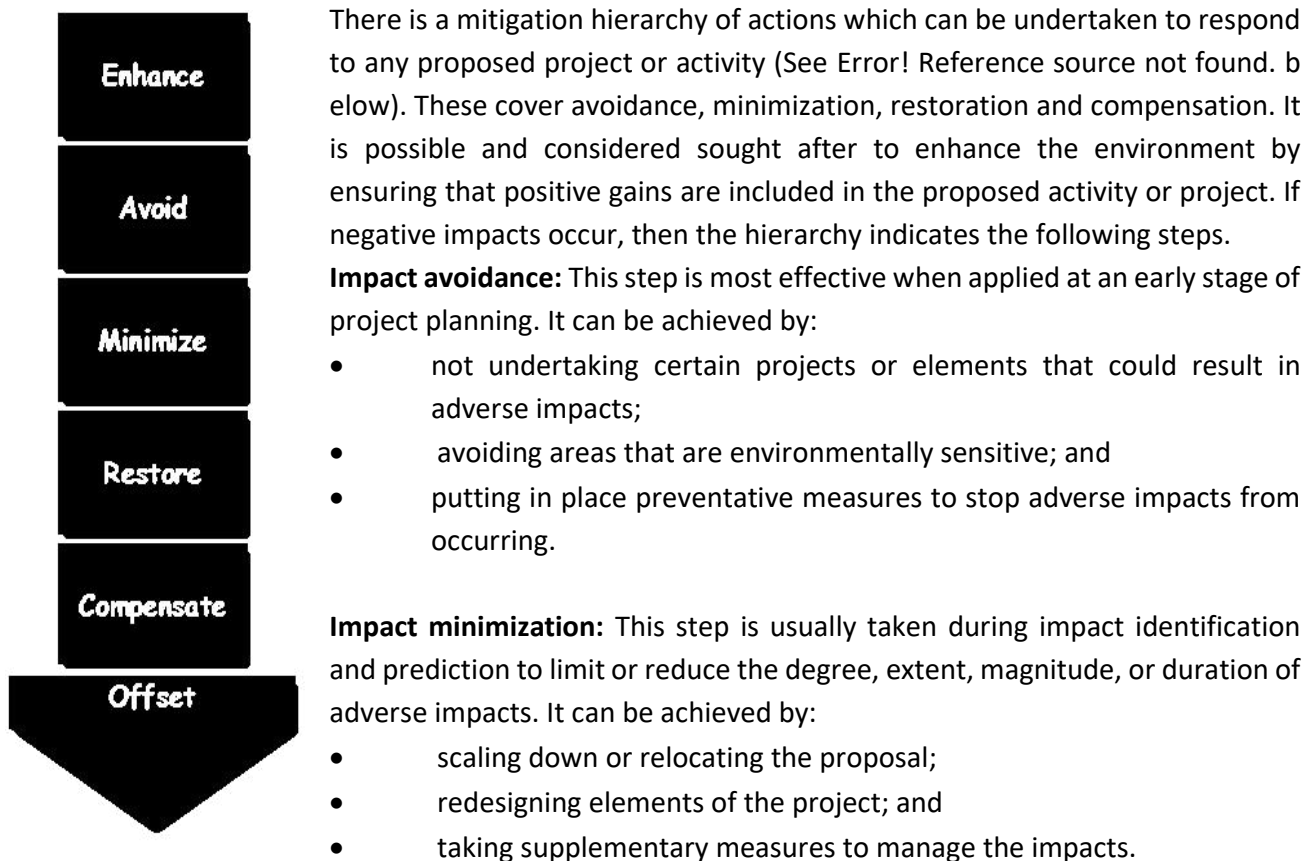 Enhance
Avoid
Minimize
Restore
Compensate
Offset
There is a mitigation hierarchy of actions which can be undertaken to respond
to any proposed project or activity (See Error! Reference source not found. b
elow). These cover avoidance, minimization, restoration and compensation. It
is possible and considered sought after to enhance the environment by
ensuring that positive gains are included in the proposed activity or project. If
negative impacts occur, then the hierarchy indicates the following steps.
Impact avoidance: This step is most effective when applied at an early stage of
project planning. It can be achieved by:
• not undertaking certain projects or elements that could result in
adverse impacts;
• avoiding areas that are environmentally sensitive; and
• putting in place preventative measures to stop adverse impacts from
occurring.
Impact minimization: This step is usually taken during impact identification
and prediction to limit or reduce the degree, extent, magnitude, or duration of
adverse impacts. It can be achieved by:
• scaling down or relocating the proposal;
• redesigning elements of the project; and
• taking supplementary measures to manage the impacts.